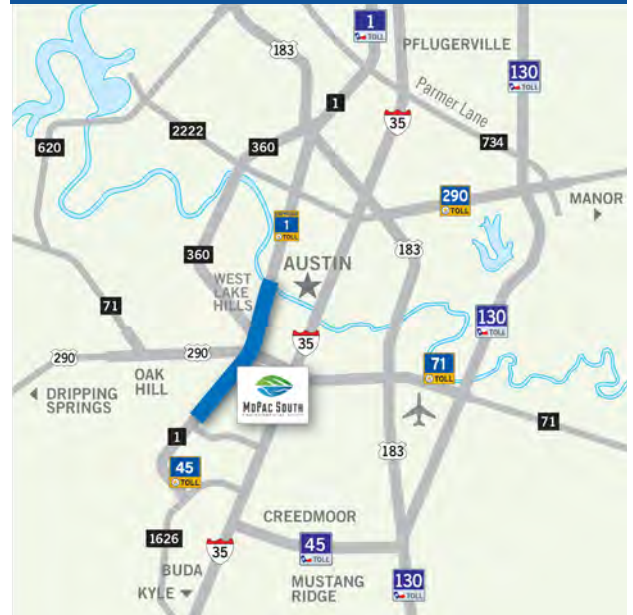 1
TOLL
183
PFLUGERVILLE
130
TOLL
Parmer Lane
1
35
620
2222
360
734
290
TOLL
MANOR
1
TOLL
183
360
AUSTIN
WEST
LAKE
HILLS
71
130
TOLL
35
290
290
71
TOLL
OAK
HILL
DRIPPING
SPRINGS
MOPAC SOUTH
1
71
183
45
TOLL
CREEDMOOR
1626
35
45
TOLL
BUDA
MUSTANG
RIDGE
130
TOLL
KYLE